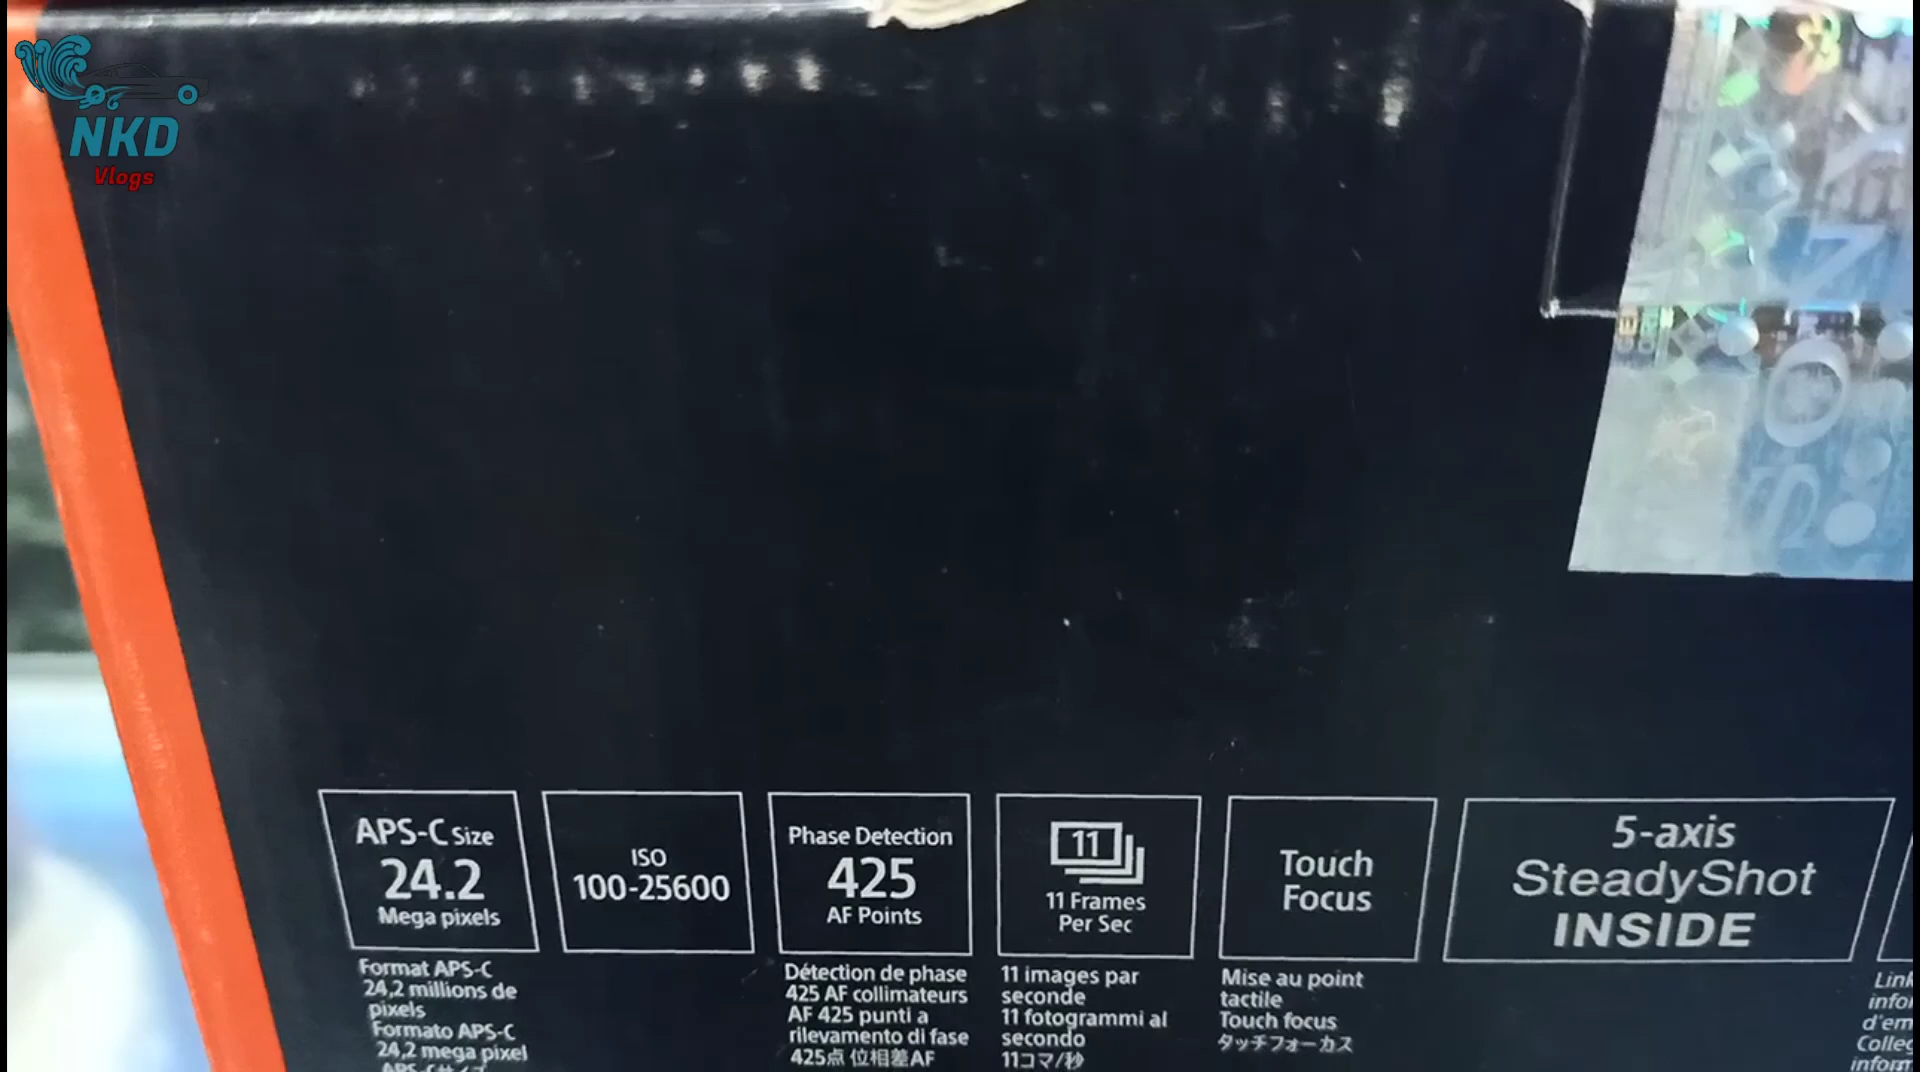 NKD
Vlogs
APS-C Size
24.2
Mega pixels
ISO
100-25600
Phase Detection
425
AF Points
11
11 Frames
Per Sec
Touch
Focus
5-axis
SteadyShot
INSIDE
Format APS-C
24,2 millions de
pixels
Formato APS-C
24,2 mega pixel
Détection de phase
425 AF collimateurs
AF 425 punti a
rilevamento di fase
425点 位相差AF
11 images par
seconde
11 fotogrammi al
secondo
11コマ/秒
Mise au point
tactile
Touch focus
タッチフォーカス